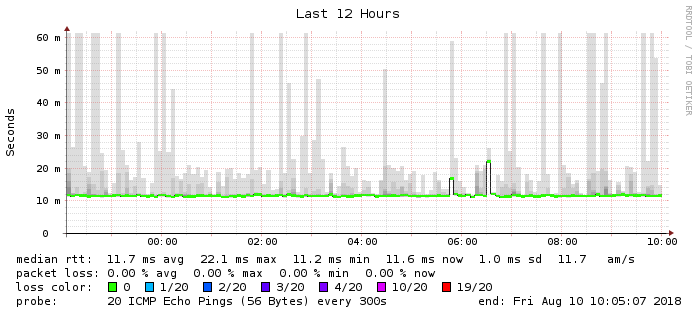 Last 12 Hours
RRDTOOL / TOBI OETIKER
Seconds
60 m
50 m
40 m
30 m
20 m
10 m
0
00:00 02:00 04:00 06:00 08:00 10:00
median rtt: 11.7 ms avg 22.1 ms max 11.2 ms min 11.6 ms now 1.0 ms sd 11.7 am/s
packet loss: 0.00 % avg 0.00 % max 0.00 % min 0.00 % now
loss color: 0 1/20 2/20 3/20 4/20 10/20 19/20
probe: 20 ICMP Echo Pings (56 Bytes) every 300s end: Fri Aug 10 10:05:07 2018